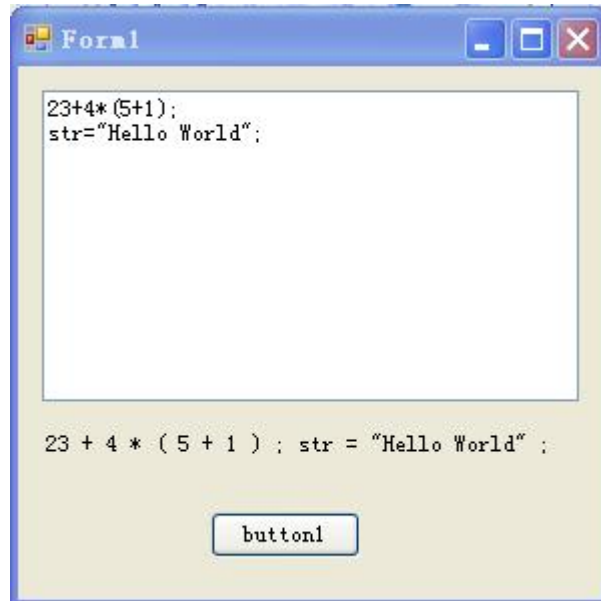 Form1
23+4*(5+1);
str="Hello World";
23 + 4 * ( 5 + 1 ) ; str = "Hello World" ;
button1